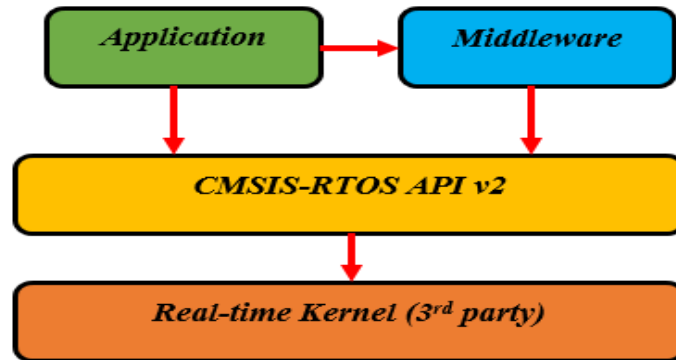 Application
Middleware
CMSIS-RTOS API v2
Real-time Kernel (3rd party)